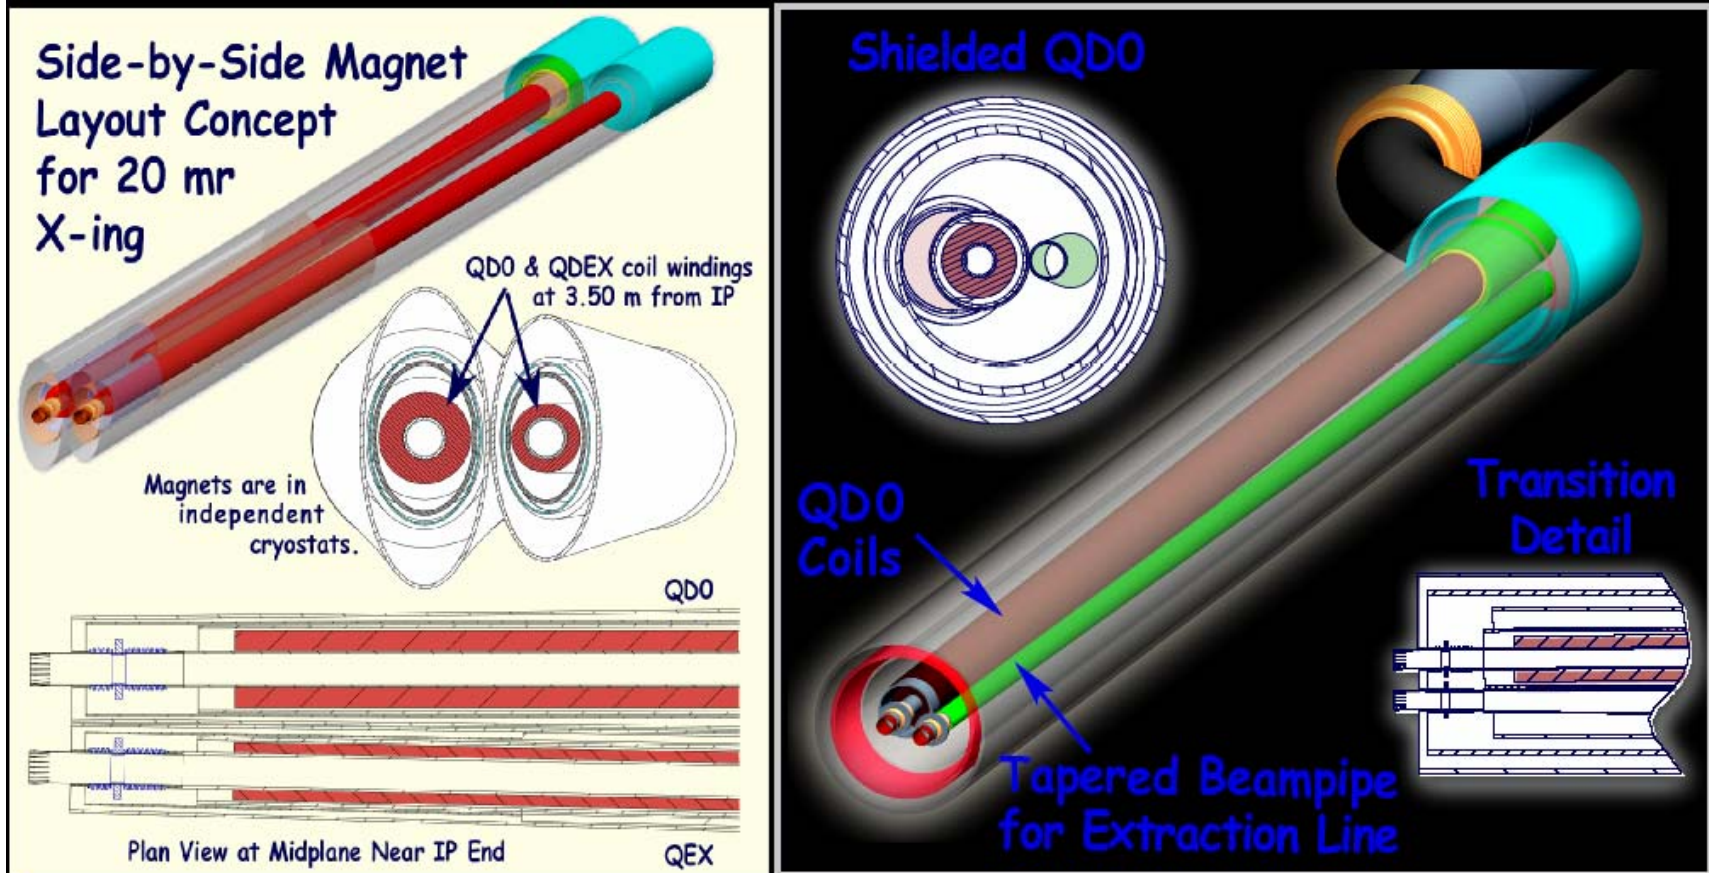 Side-by-Side Magnet
Layout Concept
for 20 mr
X-ing
QD0 & QDEX coil windings
at 3.50 m from IP
Magnets are in
independent
cryostats.
QD0
Plan View at Midplane Near IP End
QEX
Shielded QD0
QD0
Coils
Transition
Detail
Tapered Beampipe
for Extraction Line